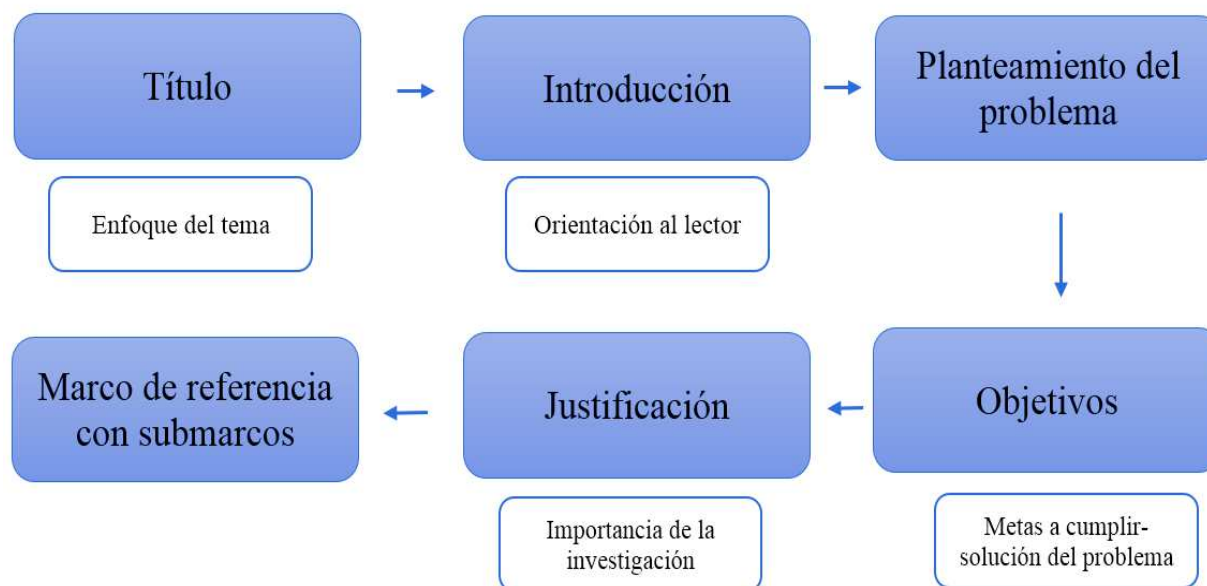 Título
Enfoque del tema
Introducción
Orientación al lector
Planteamiento del
problema
Objetivos
Metas a cumplir-
solución del problema
Justificación
Importancia de la
investigación
Marco de referencia
con submarcos